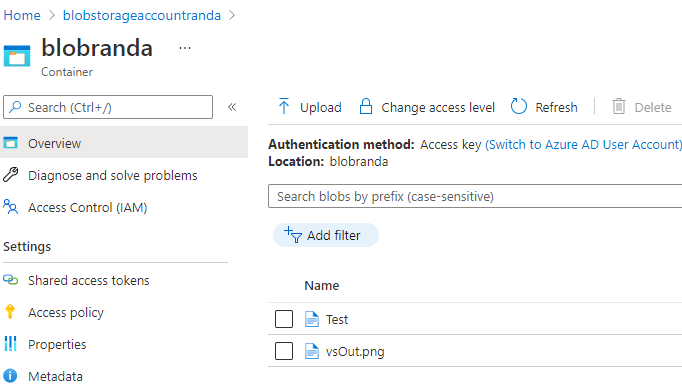 Home > blobstorageaccountranda >
blobranda ...
Container
Search (Ctrl+/) «
Upload Change access level Refresh Delete
Overview
Diagnose and solve problems
Access Control (IAM)
Settings
Shared access tokens
Access policy
Properties
Metadata
Authentication method: Access key (Switch to Azure AD User Account)
Location: blobranda
Search blobs by prefix (case-sensitive)
Add filter
Name
Test
vsOut.png